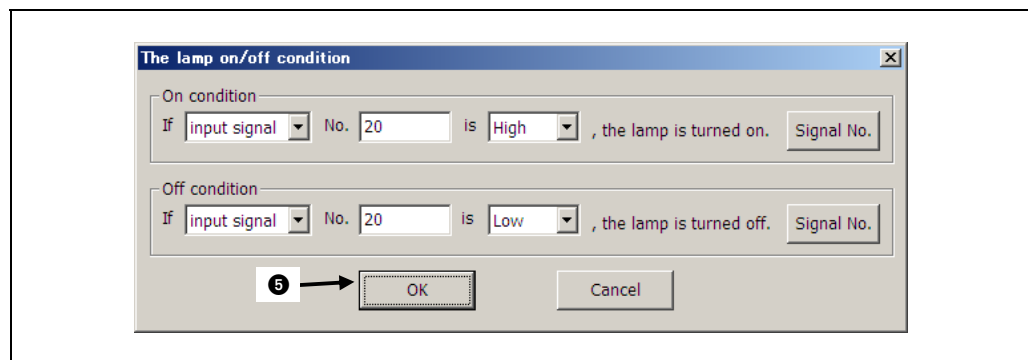 The lamp on/off condition
On condition
If input signal No. 20 is High , the lamp is turned on. Signal No.
Off condition
If input signal No. 20 is Low , the lamp is turned off. Signal No.
❺ OK Cancel